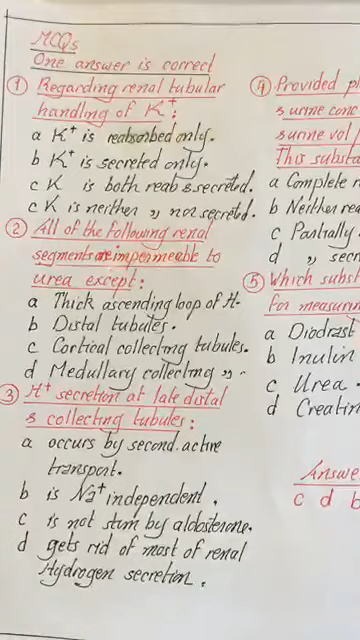 MCQs
One answer is correct
① Regarding renal tubular
handling of K⁺:
a K⁺ is reabsorbed only.
b K⁺ is secreted only.
c K is both reab & secreted.
c K is neither ,, nor secreted.
② All of the following renal
segments are impermeable to
urea except:
a Thick ascending loop of H-
b Distal tubules.
c Cortical collecting tubules.
d Medullary collecting ,, ~
③ H⁺ secretion at late distal
& collecting tubules:
a occurs by second. active
transport.
b is Na⁺ independent.
c is not stim by aldosterone.
d gets rid of most of renal
Hydrogen secretion.
④ Provided
s urine conc
s urine vol
This substa
a Complete
b Neither rea
c Partially
d ,, secr
⑤ Which subst
for measurin
a Diodrast
b Inulin
c Urea.
d Creatin
Answe
c d b